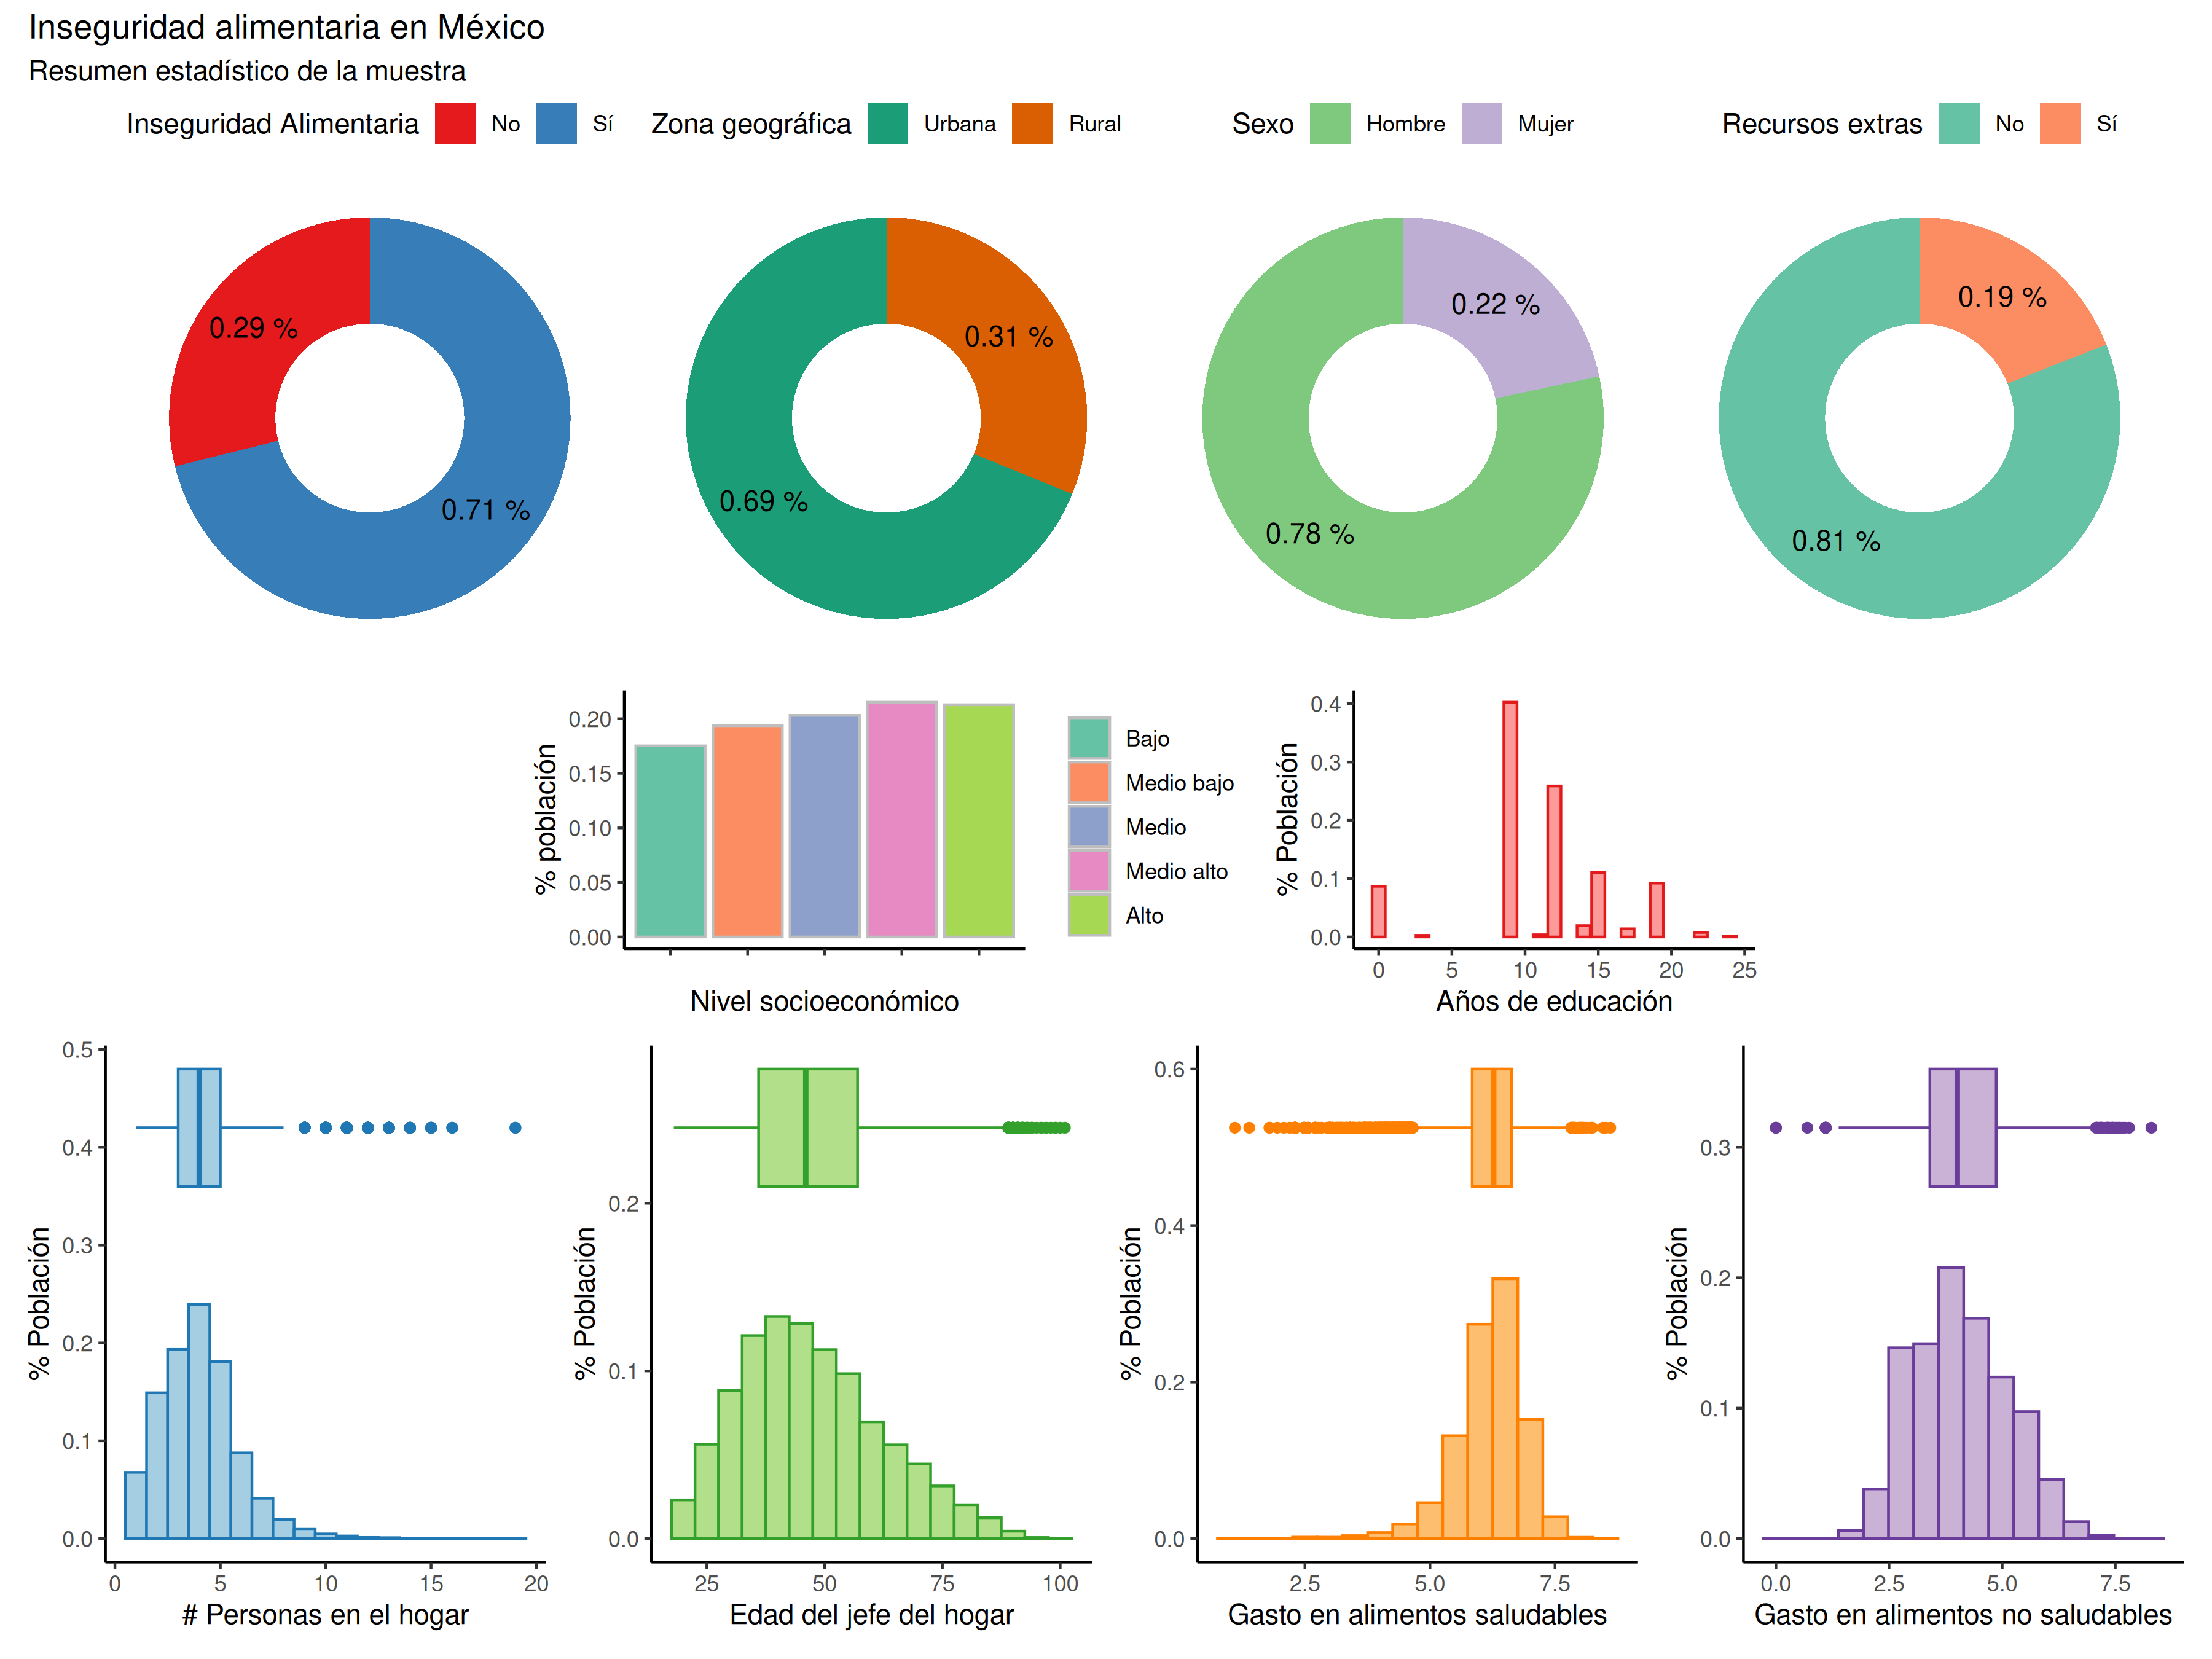 Inseguridad alimentaria en México
Resumen estadístico de la muestra
Inseguridad Alimentaria No Sí
Zona geográfica Urbana Rural
Sexo Hombre Mujer
Recursos extras No Sí
0.29 %
0.71 %
0.31 %
0.69 %
0.22 %
0.78 %
0.19 %
0.81 %
% población
0.20
0.15
0.10
0.05
0.00
Nivel socioeconómico
Bajo
Medio bajo
Medio
Medio alto
Alto
% Población
0.4
0.3
0.2
0.1
0.0
0 5 10 15 20 25
Años de educación
% Población
0.5
0.4
0.3
0.2
0.1
0.0
0 5 10 15 20
# Personas en el hogar
% Población
0.2
0.1
0.0
25 50 75 100
Edad del jefe del hogar
% Población
0.6
0.4
0.2
0.0
2.5 5.0 7.5
Gasto en alimentos saludables
% Población
0.3
0.2
0.1
0.0
0.0 2.5 5.0 7.5
Gasto en alimentos no saludables